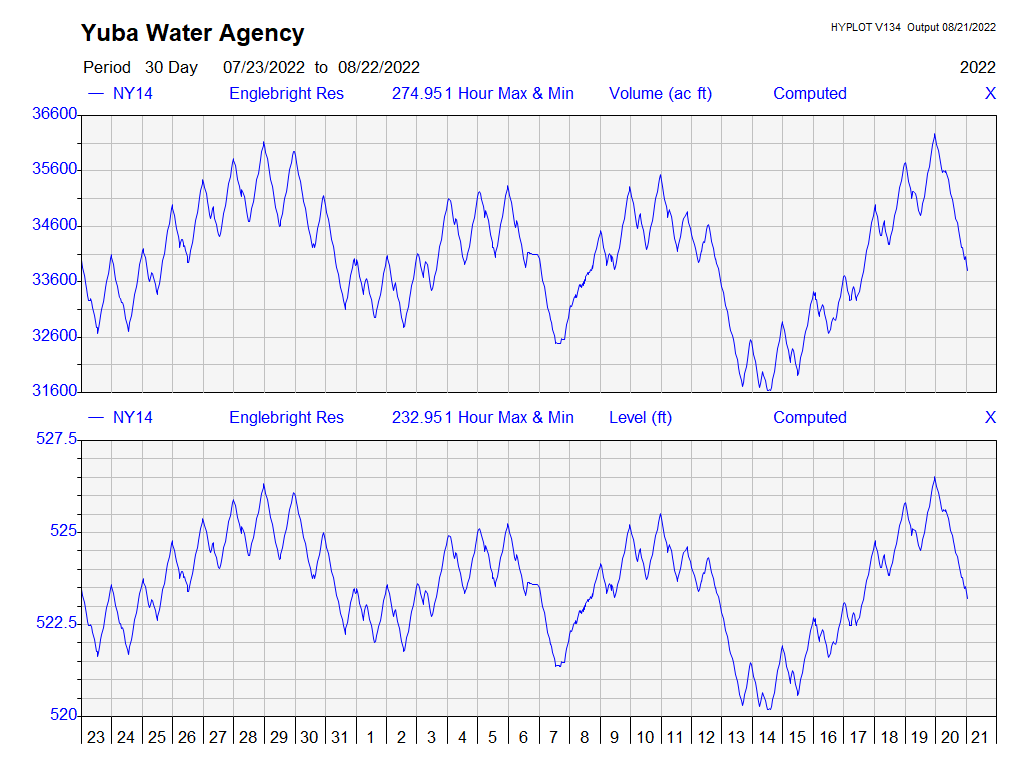 Yuba Water Agency
HYPLOT V134 Output 08/21/2022
Period 30 Day 07/23/2022 to 08/22/2022 2022
— NY14 Englebright Res 274.951 Hour Max & Min Volume (ac ft) Computed X
36600
35600
34600
33600
32600
31600
— NY14 Englebright Res 232.951 Hour Max & Min Level (ft) Computed X
527.5
525
522.5
520
23 24 25 26 27 28 29 30 31 1 2 3 4 5 6 7 8 9 10 11 12 13 14 15 16 17 18 19 20 21